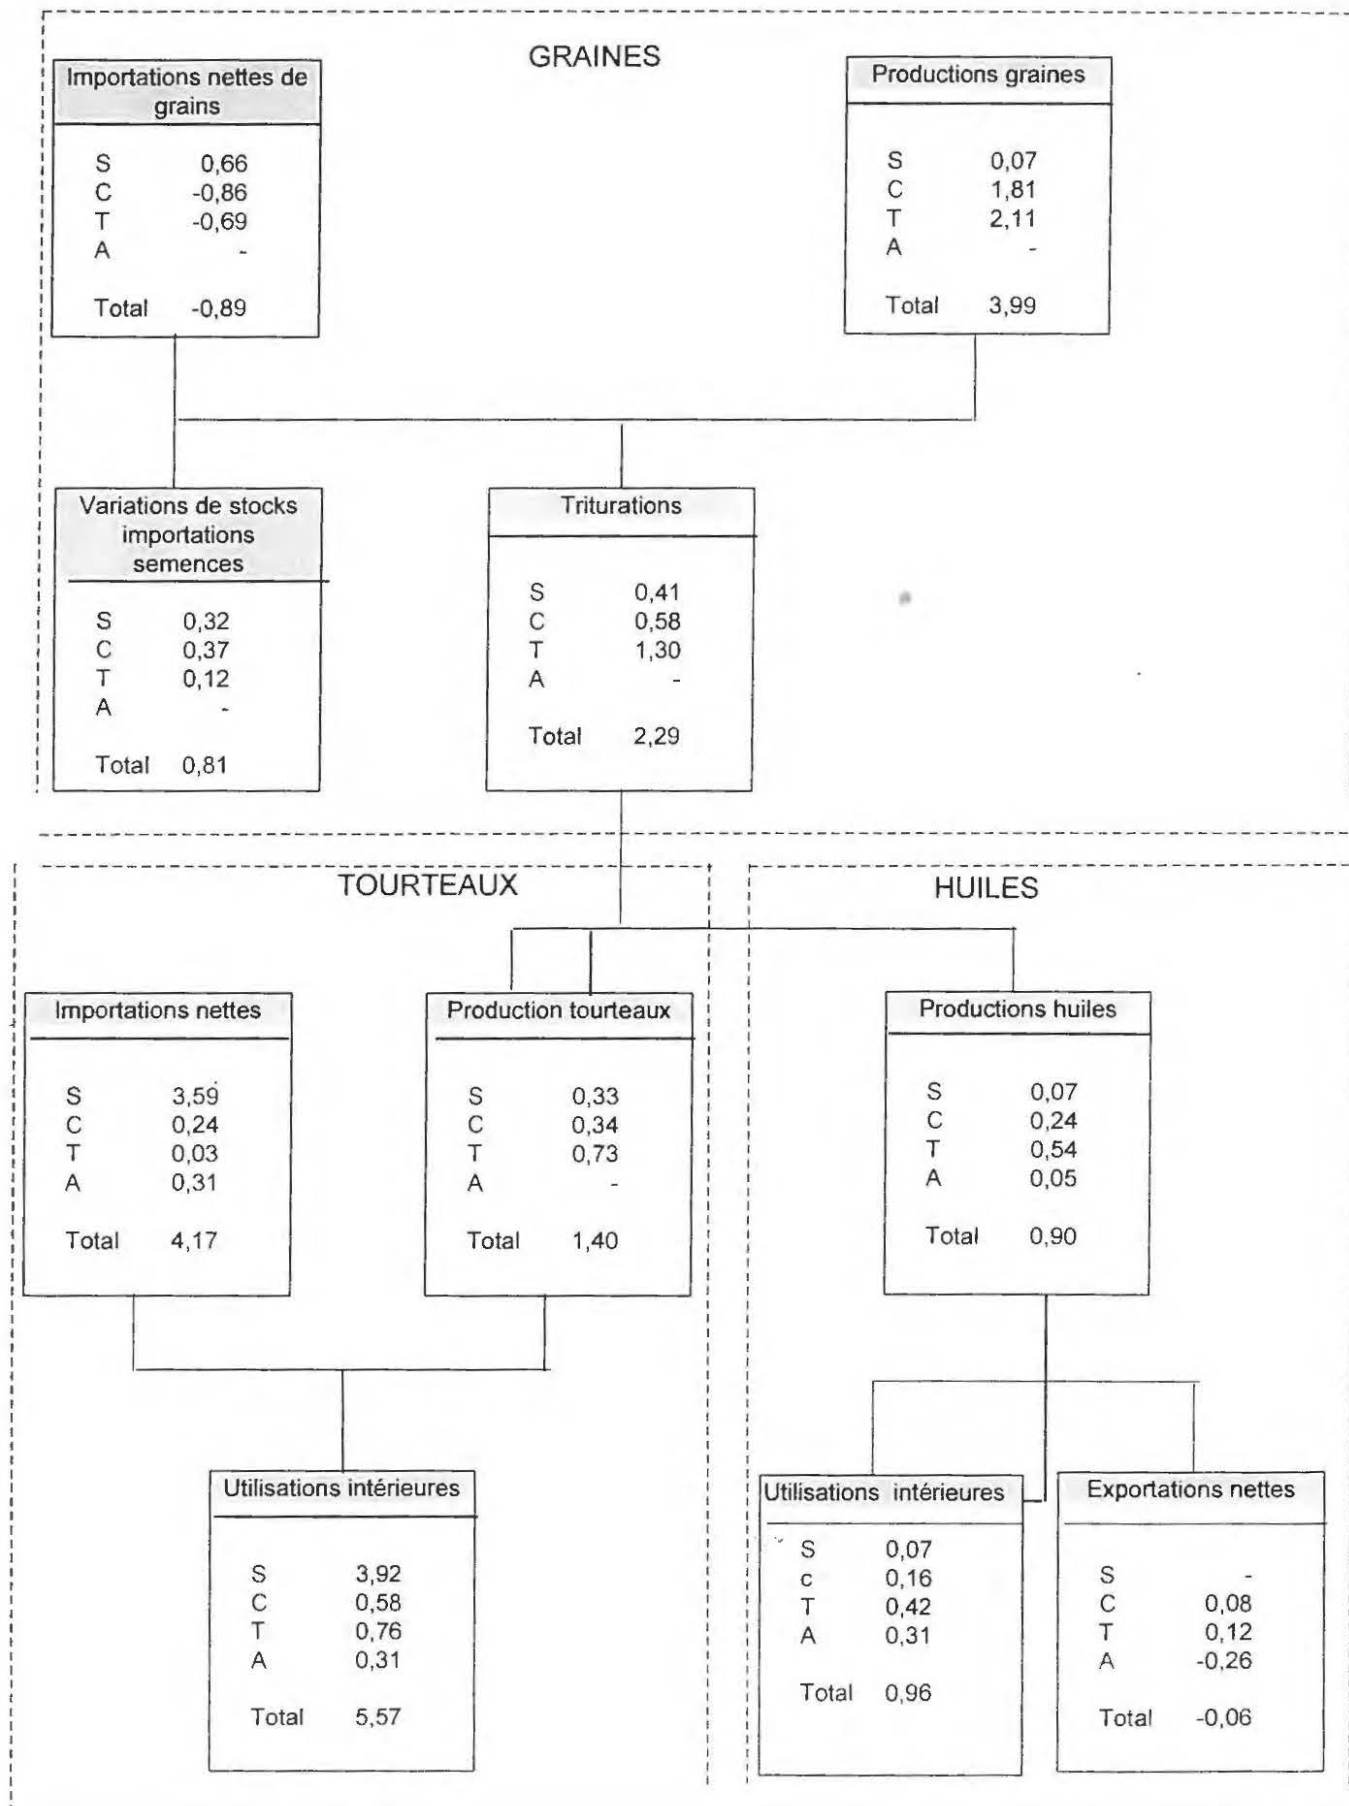 GRAINES
Importations nettes de
grains
S 0,66
C -0,86
T -0,69
A -
Total -0,89
Productions graines
S 0,07
C 1,81
T 2,11
A -
Total 3,99
Variations de stocks
importations
semences
S 0,32
C 0,37
T 0,12
A -
Total 0,81
Triturations
S 0,41
C 0,58
T 1,30
A -
Total 2,29
TOURTEAUX
Importations nettes
S 3,59
C 0,24
T 0,03
A 0,31
Total 4,17
Production tourteaux
S 0,33
C 0,34
T 0,73
A -
Total 1,40
Utilisations intérieures
S 3,92
C 0,58
T 0,76
A 0,31
Total 5,57
HUILES
Productions huiles
S 0,07
C 0,24
T 0,54
A 0,05
Total 0,90
Utilisations intérieures
S 0,07
c 0,16
T 0,42
A 0,31
Total 0,96
Exportations nettes
S -
C 0,08
T 0,12
A -0,26
Total -0,06